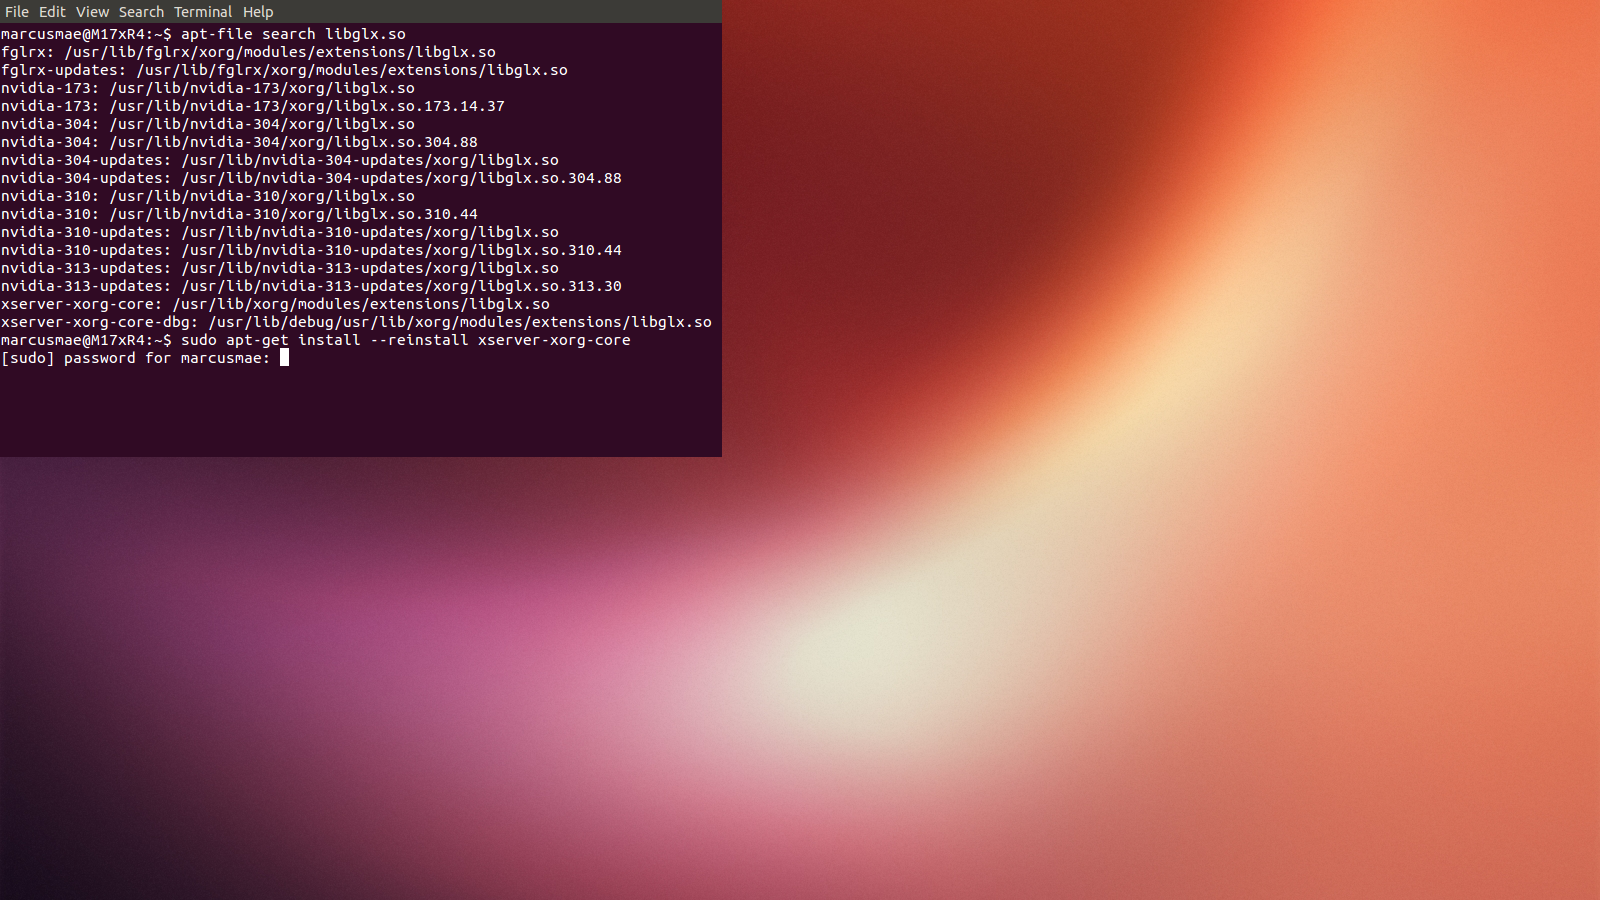 File Edit View Search Terminal Help
marcusmae@M17xR4:~$ apt-file search libglx.so
fglrx: /usr/lib/fglrx/xorg/modules/extensions/libglx.so
fglrx-updates: /usr/lib/fglrx/xorg/modules/extensions/libglx.so
nvidia-173: /usr/lib/nvidia-173/xorg/libglx.so
nvidia-173: /usr/lib/nvidia-173/xorg/libglx.so.173.14.37
nvidia-304: /usr/lib/nvidia-304/xorg/libglx.so
nvidia-304: /usr/lib/nvidia-304/xorg/libglx.so.304.88
nvidia-304-updates: /usr/lib/nvidia-304-updates/xorg/libglx.so
nvidia-304-updates: /usr/lib/nvidia-304-updates/xorg/libglx.so.304.88
nvidia-310: /usr/lib/nvidia-310/xorg/libglx.so
nvidia-310: /usr/lib/nvidia-310/xorg/libglx.so.310.44
nvidia-310-updates: /usr/lib/nvidia-310-updates/xorg/libglx.so
nvidia-310-updates: /usr/lib/nvidia-310-updates/xorg/libglx.so.310.44
nvidia-313-updates: /usr/lib/nvidia-313-updates/xorg/libglx.so
nvidia-313-updates: /usr/lib/nvidia-313-updates/xorg/libglx.so.313.30
xserver-xorg-core: /usr/lib/xorg/modules/extensions/libglx.so
xserver-xorg-core-dbg: /usr/lib/debug/usr/lib/xorg/modules/extensions/libglx.so
marcusmae@M17xR4:~$ sudo apt-get install --reinstall xserver-xorg-core
[sudo] password for marcusmae: